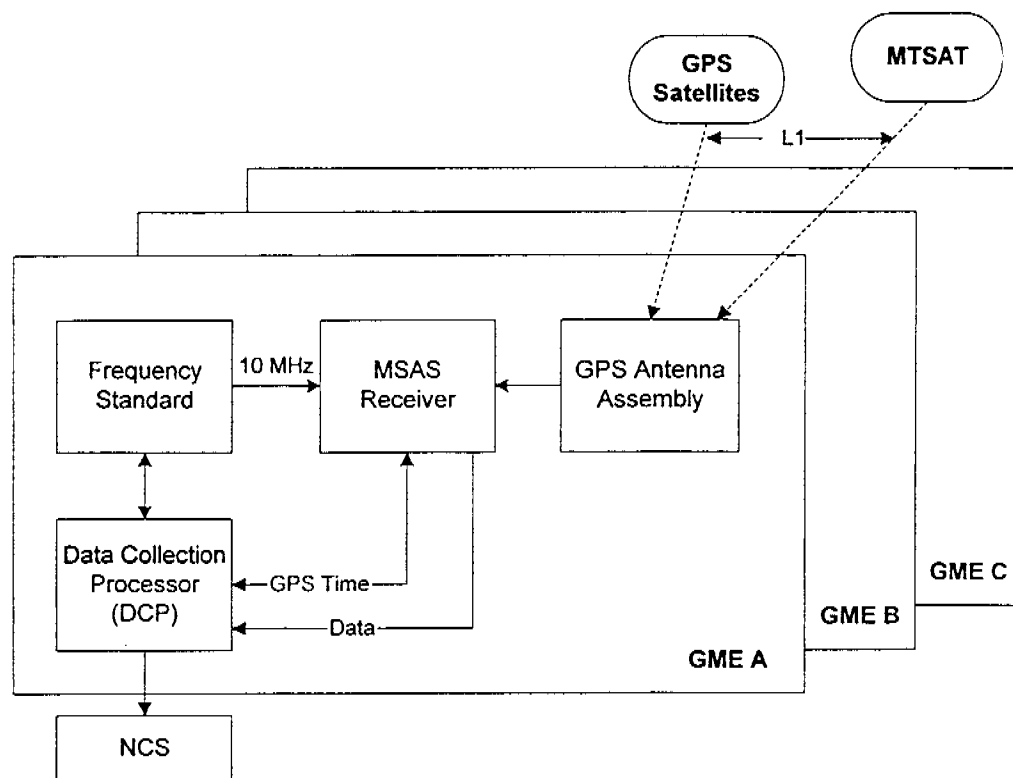 GPS
Satellites
MTSAT
L1
Frequency
Standard
10 MHz
MSAS
Receiver
GPS Antenna
Assembly
Data Collection
Processor
(DCP)
GPS Time
Data
GME A
GME B
GME C
NCS